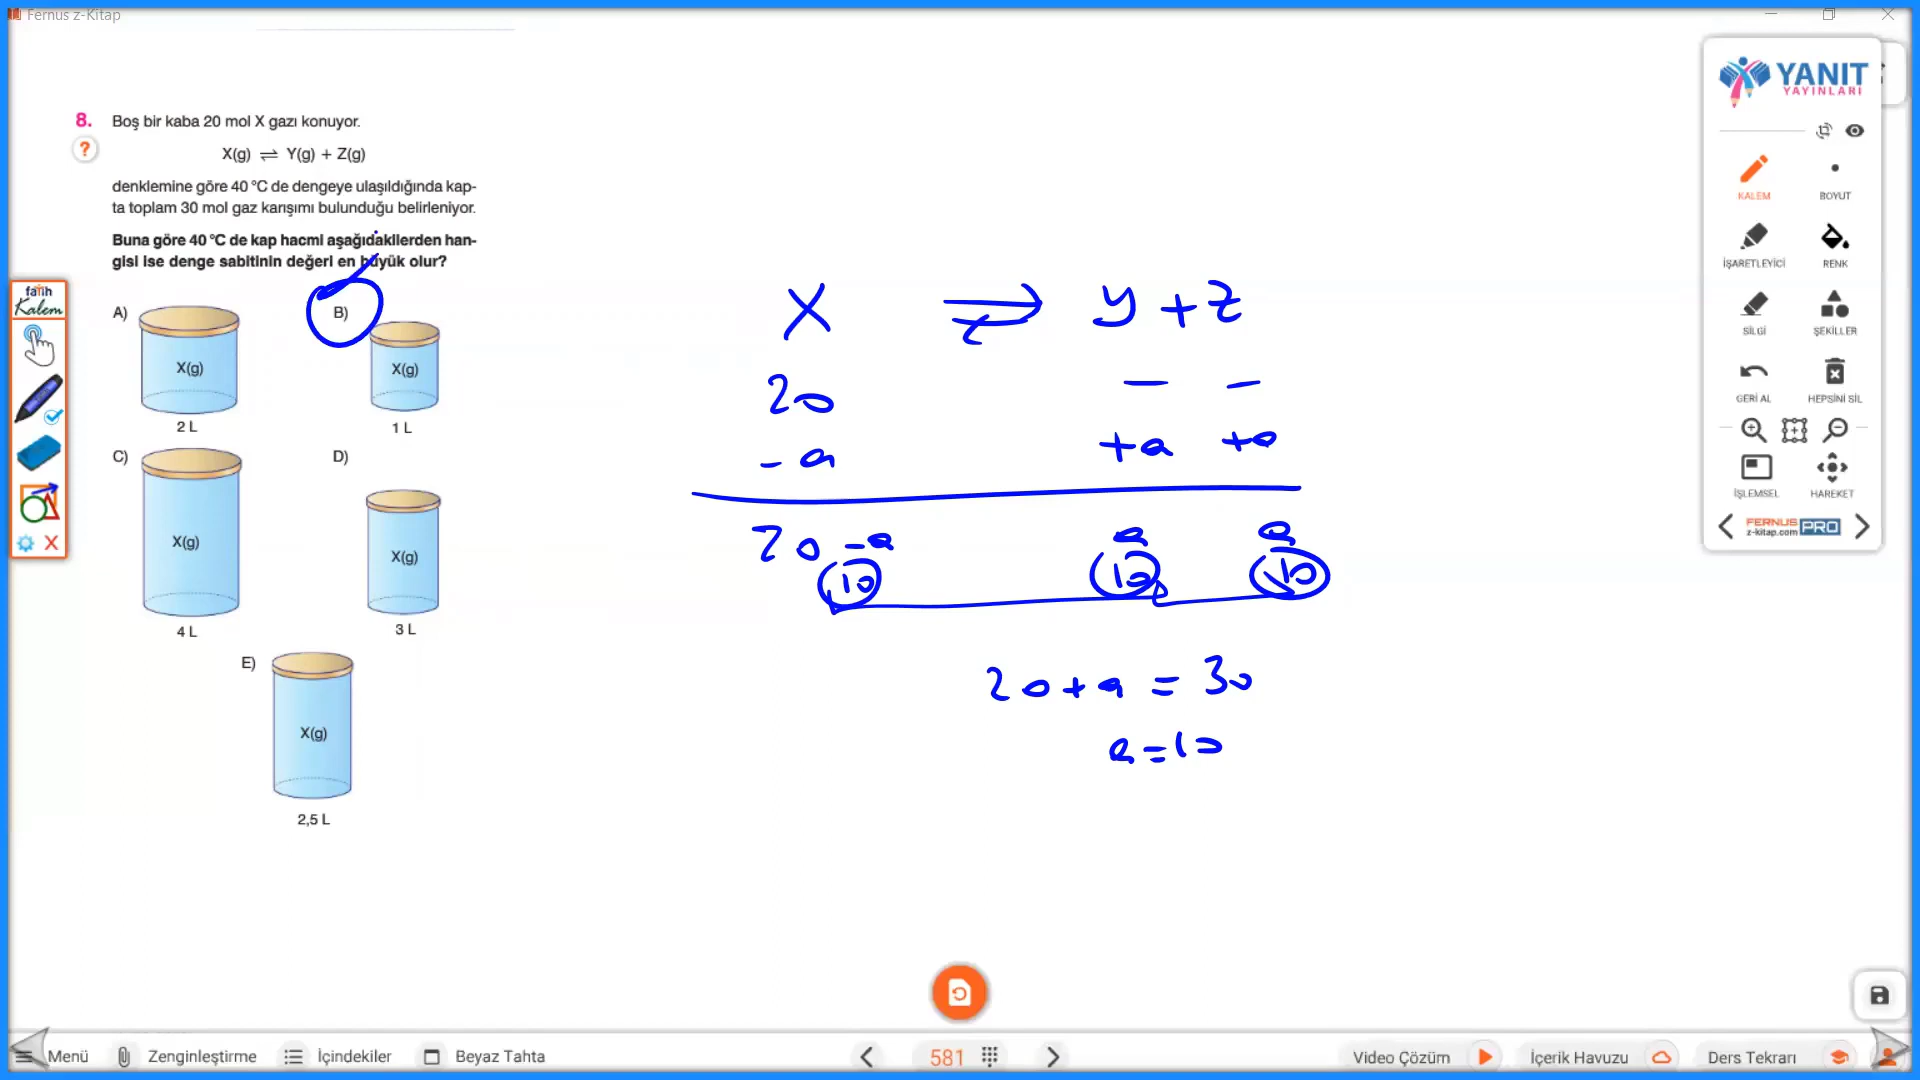 Fernus z-Kitap
8. Boş bir kaba 20 mol X gazı konuyor.
?
X(g) ⇌ Y(g) + Z(g)
denklemine göre 40 °C de dengeye ulaşıldığında kap-
ta toplam 30 mol gaz karışımı bulunduğu belirleniyor.
Buna göre 40 °C de kap hacmi aşağıdakilerden han-
gisi ise denge sabitinin değeri en büyük olur?
A)
X(g)
2 L
B)
X(g)
1 L
C)
X(g)
4 L
D)
X(g)
3 L
E)
X(g)
2,5 L
X ⇌ Y + Z
20 — —
-a +a +a
20 -a a a
10 10 10
20 + a = 30
a = 10
fatih
Kalem
YANIT
YAYINLARI
KALEM BOYUT
İŞARETLEYİCİ RENK
SİLGİ ŞEKİLLER
GERİ AL HEPSİNİ SİL
İŞLEMSEL HAREKET
FERNUS PRO
z-kitap.com
Menü Zenginleştirme İçindekiler Beyaz Tahta 581 Video Çözüm İçerik Havuzu Ders Tekrarı